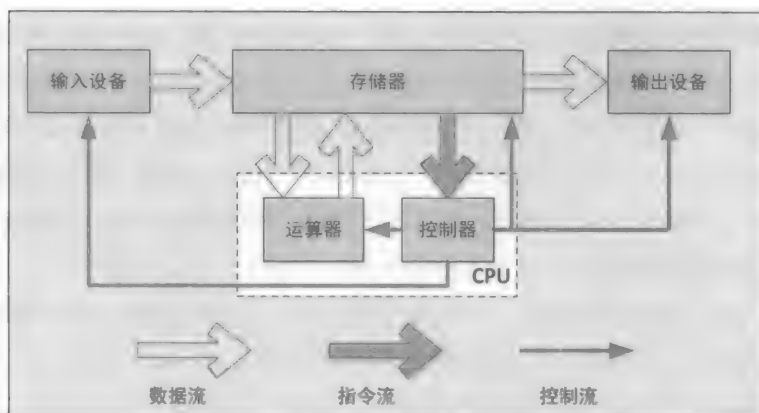 输入设备
存储器
输出设备
运算器
控制器
CPU
数据流
指令流
控制流